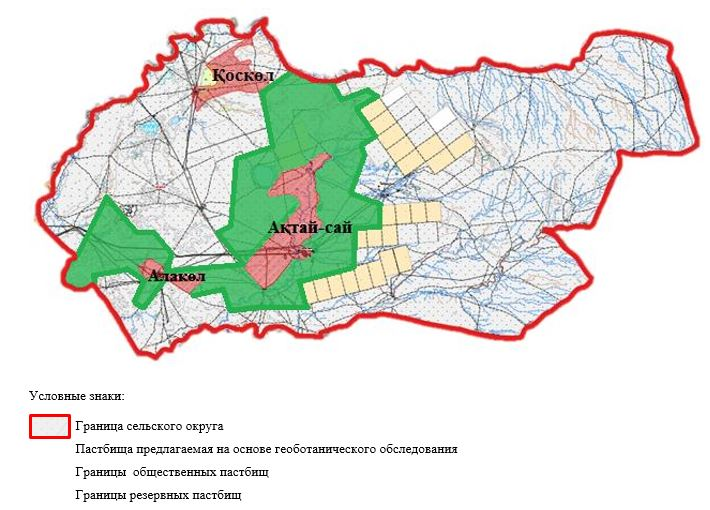 Қоскөл
Ақтай-сай
Алакөл
Условные знаки:
Граница сельского округа
Пастбища предлагаемая на основе геоботанического обследования
Границы общественных пастбищ
Границы резервных пастбищ